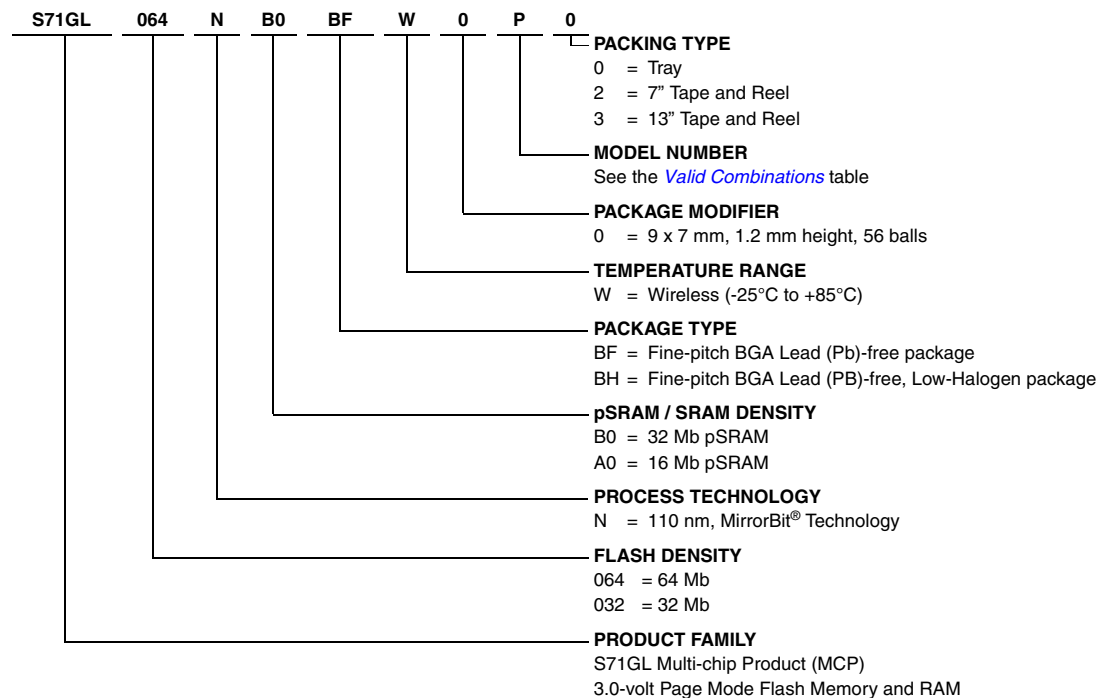 S71GL 064 N B0 BF W 0 P 0
PACKING TYPE
0 = Tray
2 = 7” Tape and Reel
3 = 13” Tape and Reel
MODEL NUMBER
See the Valid Combinations table
PACKAGE MODIFIER
0 = 9 x 7 mm, 1.2 mm height, 56 balls
TEMPERATURE RANGE
W = Wireless (-25°C to +85°C)
PACKAGE TYPE
BF = Fine-pitch BGA Lead (Pb)-free package
BH = Fine-pitch BGA Lead (PB)-free, Low-Halogen package
pSRAM / SRAM DENSITY
B0 = 32 Mb pSRAM
A0 = 16 Mb pSRAM
PROCESS TECHNOLOGY
N = 110 nm, MirrorBit® Technology
FLASH DENSITY
064 = 64 Mb
032 = 32 Mb
PRODUCT FAMILY
S71GL Multi-chip Product (MCP)
3.0-volt Page Mode Flash Memory and RAM